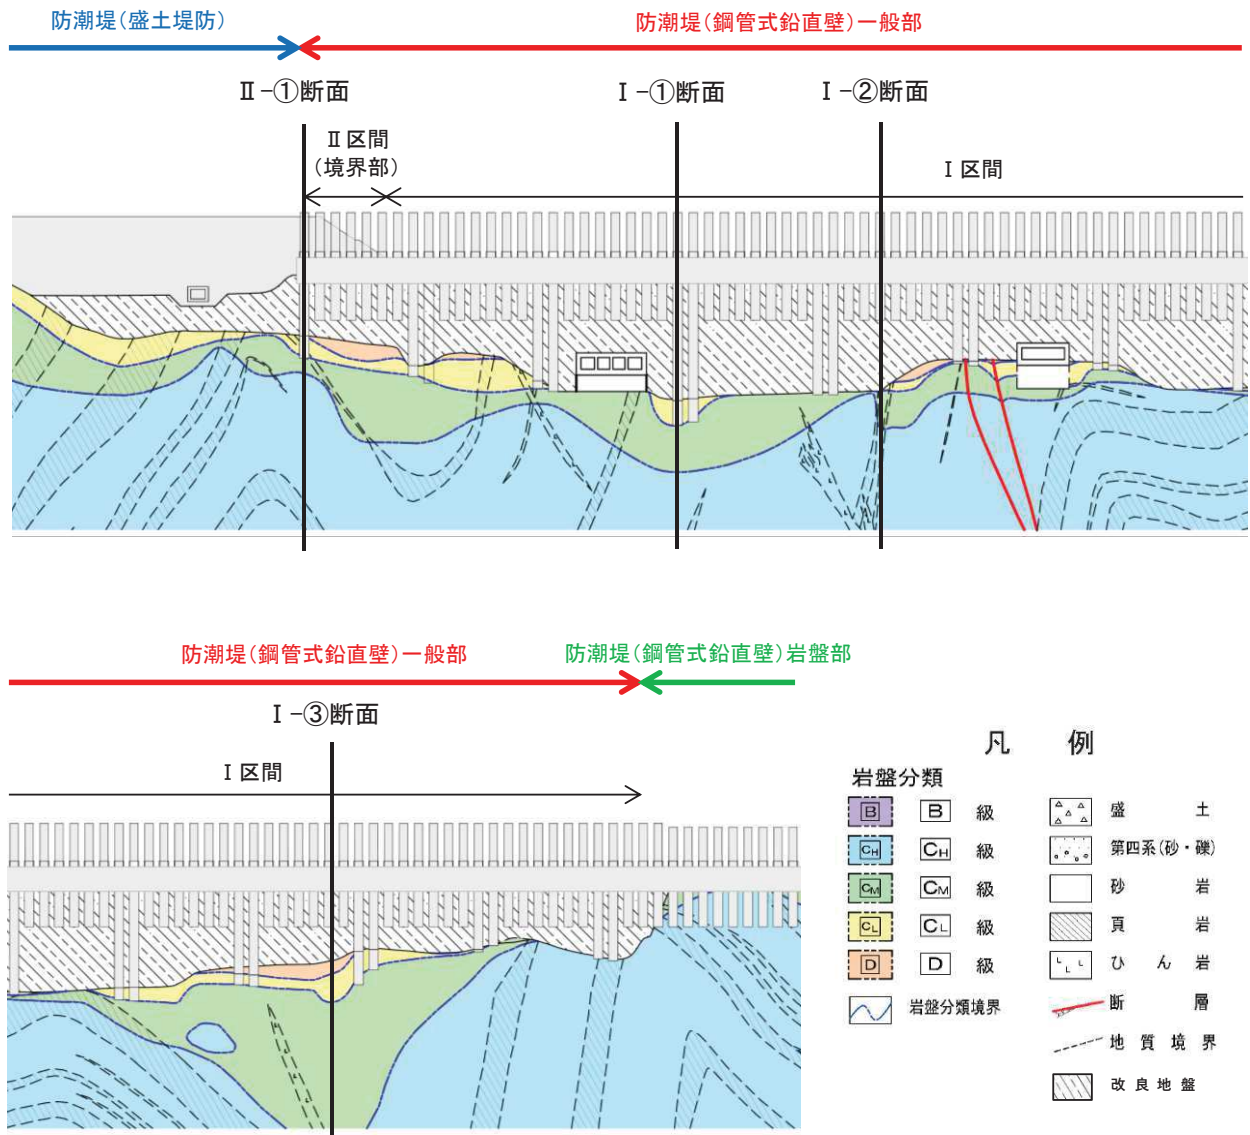 防潮堤(盛土堤防)
防潮堤(鋼管式鉛直壁)一般部
Ⅱ-①断面
Ⅰ-①断面
Ⅰ-②断面
Ⅱ区間
(境界部)
Ⅰ区間
防潮堤(鋼管式鉛直壁)一般部
防潮堤(鋼管式鉛直壁)岩盤部
Ⅰ-③断面
Ⅰ区間
凡 例
岩盤分類
B B 級
CH CH 級
CM CM 級
CL CL 級
D D 級
岩盤分類境界
盛 土
第四系(砂・礫)
砂 岩
頁 岩
ひ ん 岩
断 層
地 質 境 界
改 良 地 盤